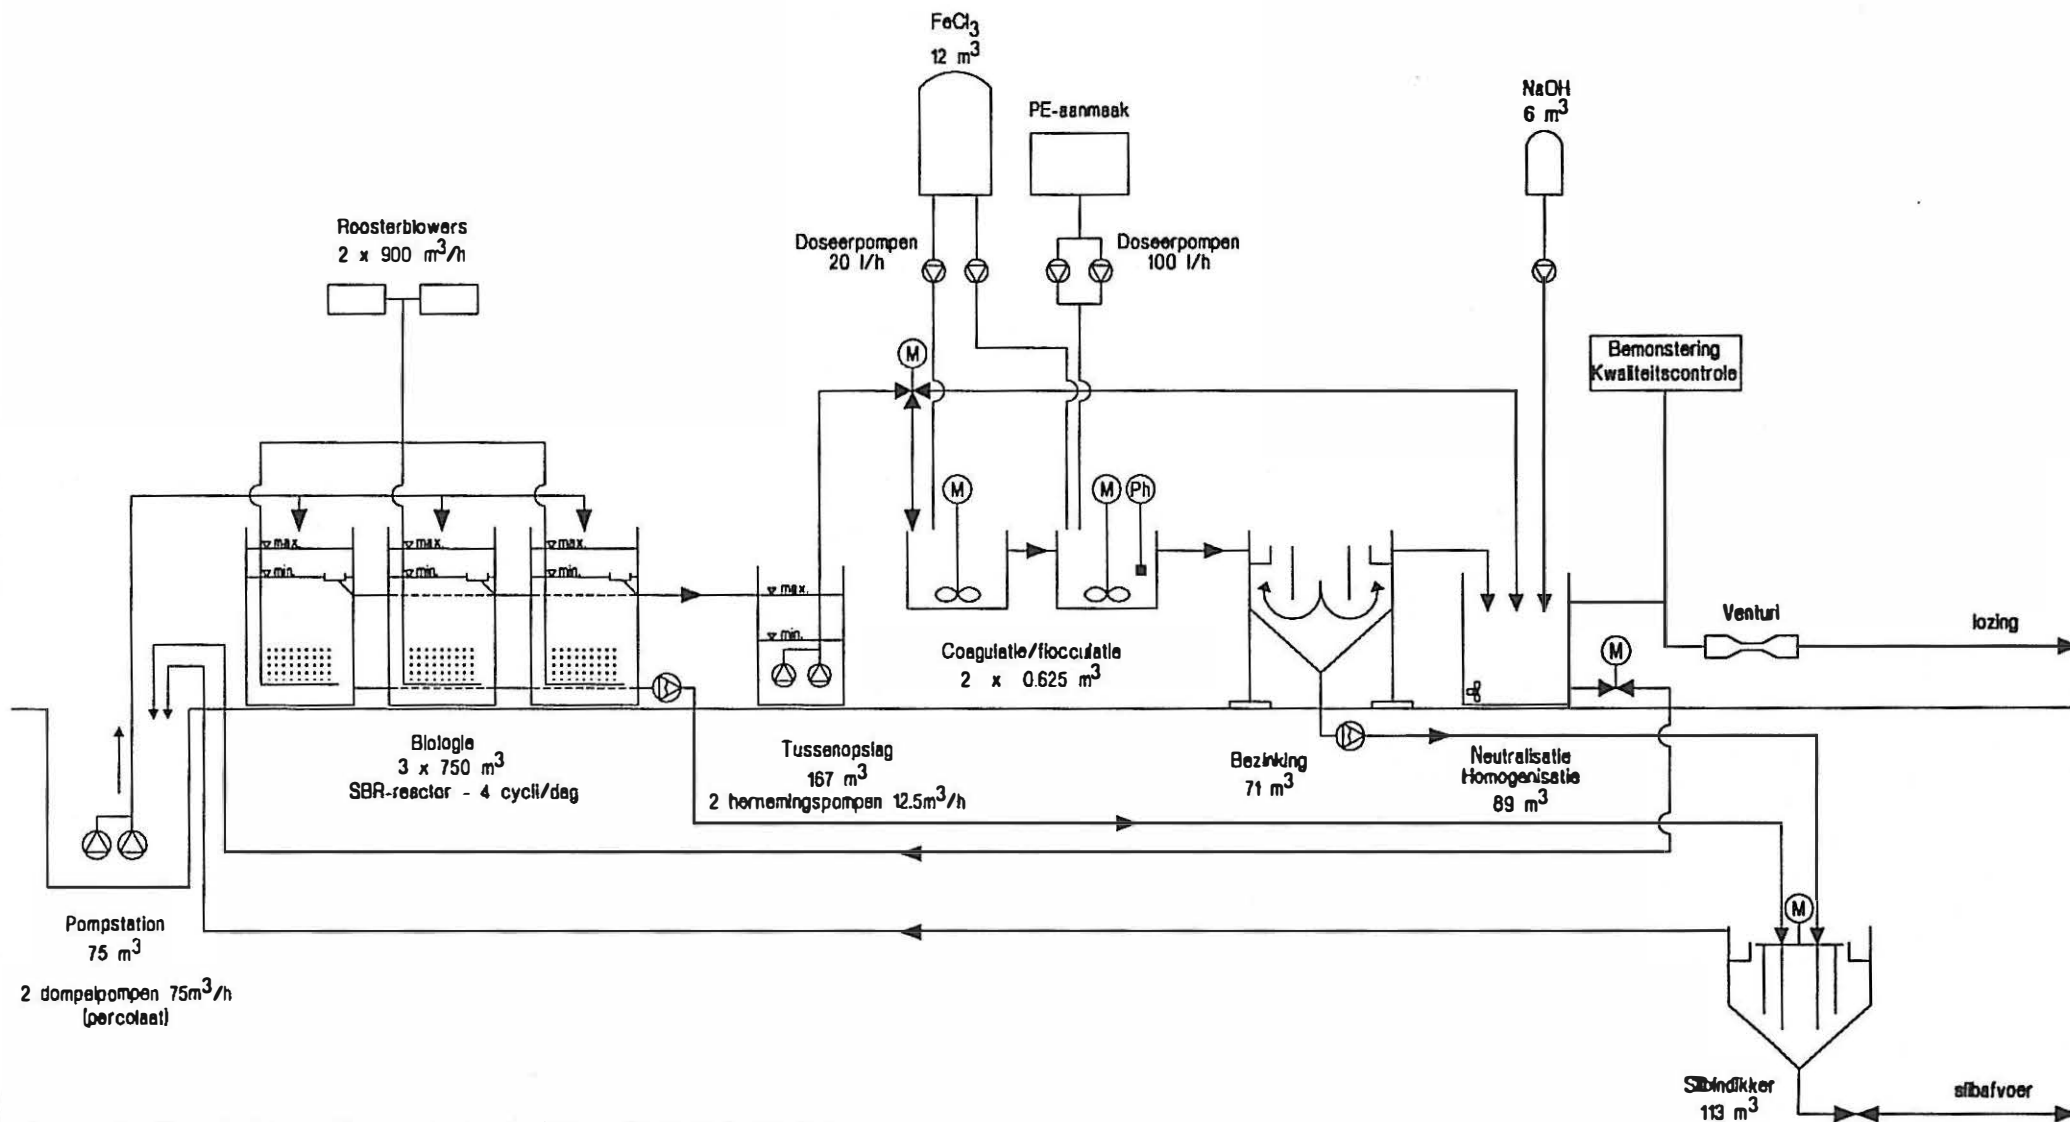 FeCl3
12 m3
PE-aanmaak
NaOH
6 m3
Roosterblowers
2 x 900 m3/h
Doseerpompen
20 l/h
Doseerpompen
100 l/h
M
Bemonstering
Kwaliteitscontrole
M
M
Ph
max.
max.
max.
min.
min.
min.
max.
min.
Venturi
lozing
M
Coagulatie/flocculatie
2 x 0.625 m3
Biologie
3 x 750 m3
SBR-reactor - 4 cycli/dag
Tussenopslag
167 m3
2 hernemingspompen 12.5m3/h
Bezinking
71 m3
Neutralisatie
Homogenisatie
89 m3
Pompstation
75 m3
2 dompelpompen 75m3/h
(percolaat)
M
113 m3
slibafvoer